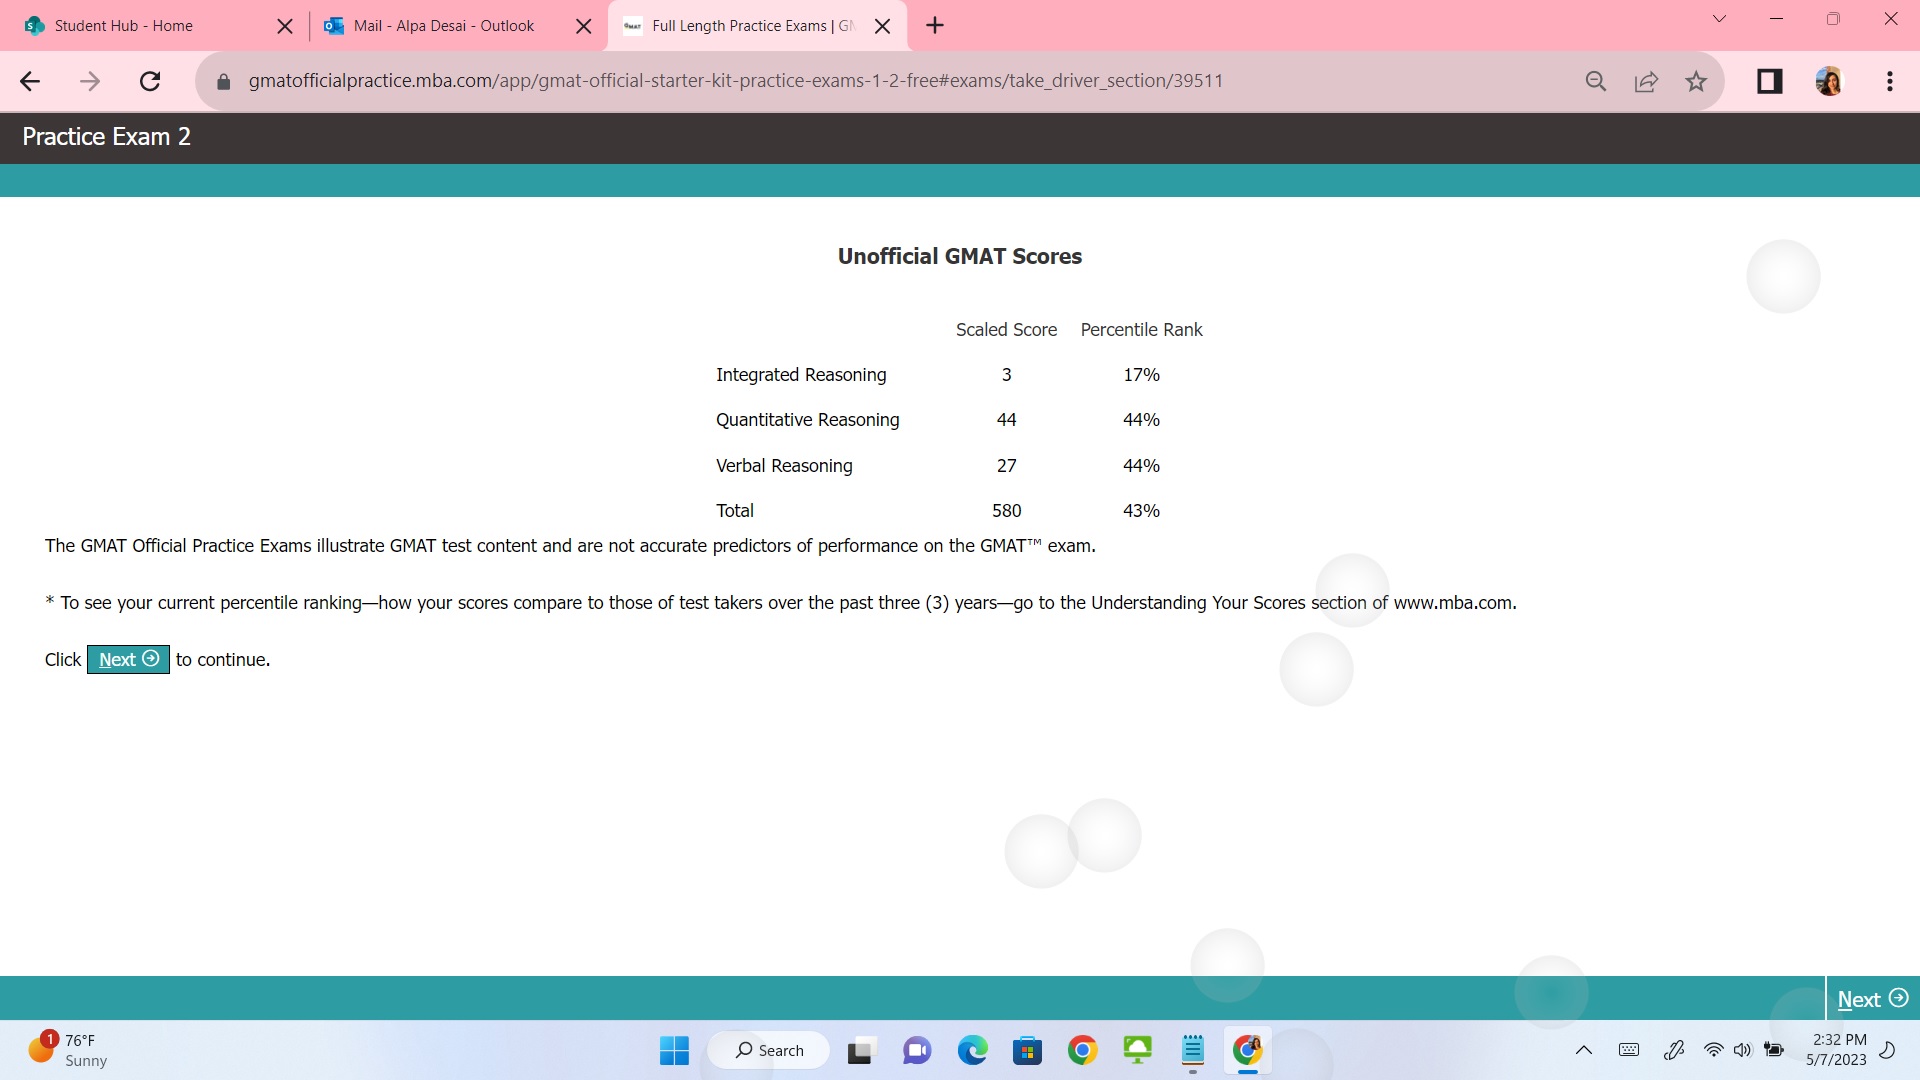 Student Hub - Home
Mail - Alpa Desai - Outlook
Full Length Practice Exams | GM
gmatofficialpractice.mba.com/app/gmat-official-starter-kit-practice-exams-1-2-free#exams/take_driver_section/39511
Practice Exam 2
Unofficial GMAT Scores
Scaled Score Percentile Rank
Integrated Reasoning 3 17%
Quantitative Reasoning 44 44%
Verbal Reasoning 27 44%
Total 580 43%
The GMAT Official Practice Exams illustrate GMAT test content and are not accurate predictors of performance on the GMAT™ exam.
* To see your current percentile ranking—how your scores compare to those of test takers over the past three (3) years—go to the Understanding Your Scores section of www.mba.com.
Click Next to continue.
Next
1
76°F
Sunny
Search
2:32 PM
5/7/2023